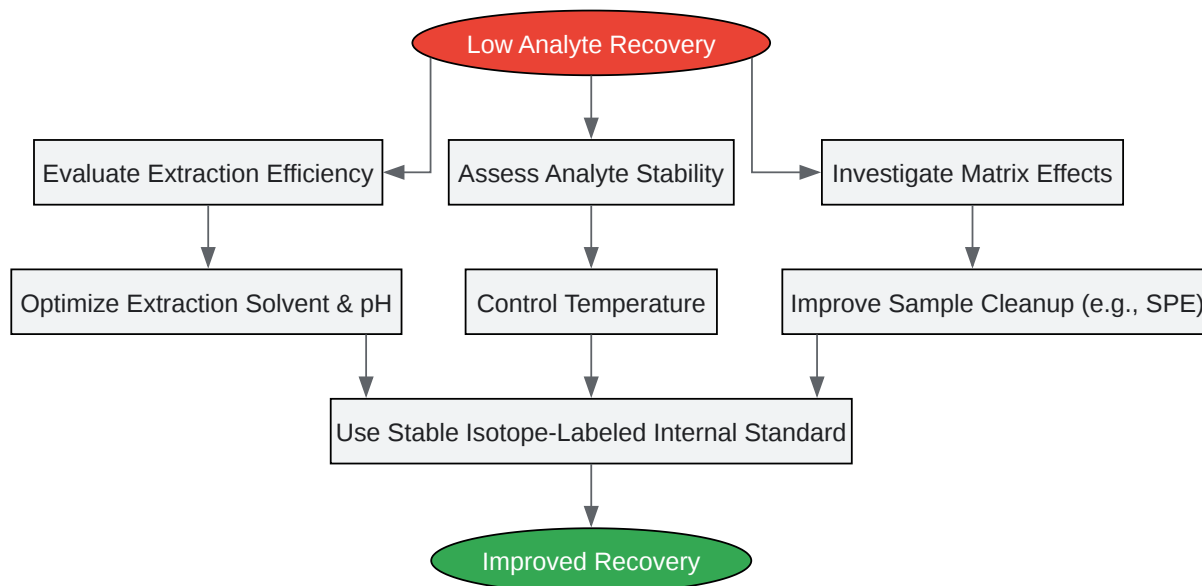 Low Analyte Recovery
Evaluate Extraction Efficiency
Assess Analyte Stability
Investigate Matrix Effects
Optimize Extraction Solvent & pH
Control Temperature
Improve Sample Cleanup (e.g., SPE)
Use Stable Isotope-Labeled Internal Standard
Improved Recovery